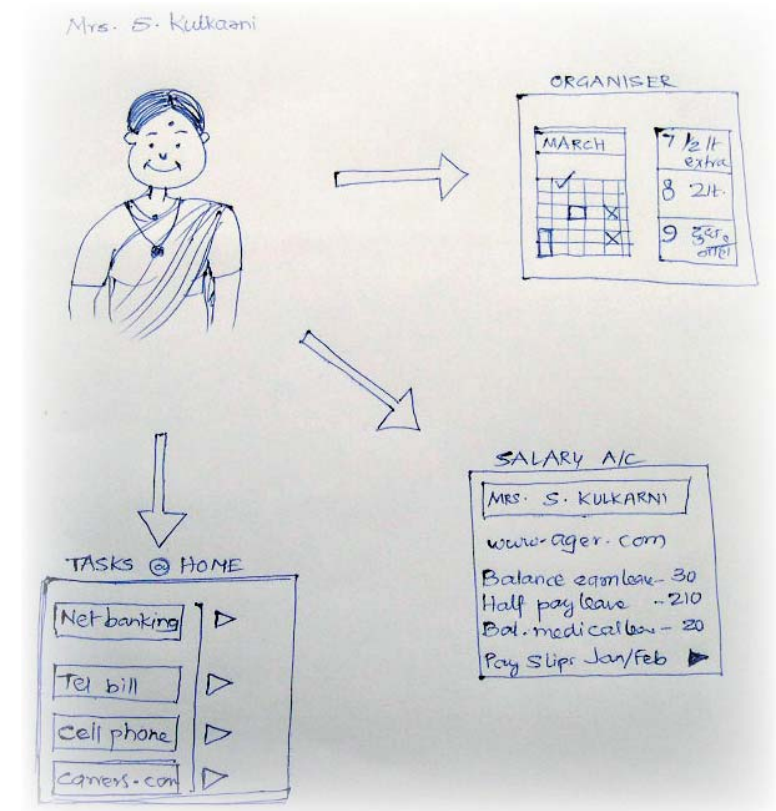 Mrs. S. Kulkarni
ORGANISER
MARCH
7 1/2 lt
extra
8 2lt.
9 दुध
नाही
SALARY A/C
MRS. S. KULKARNI
www.ager.com
Balance earn leave - 30
Half pay leave - 210
Bal. medical leave - 20
Pay Slips Jan/Feb
TASKS @ HOME
Net banking
Tel bill
Cell phone